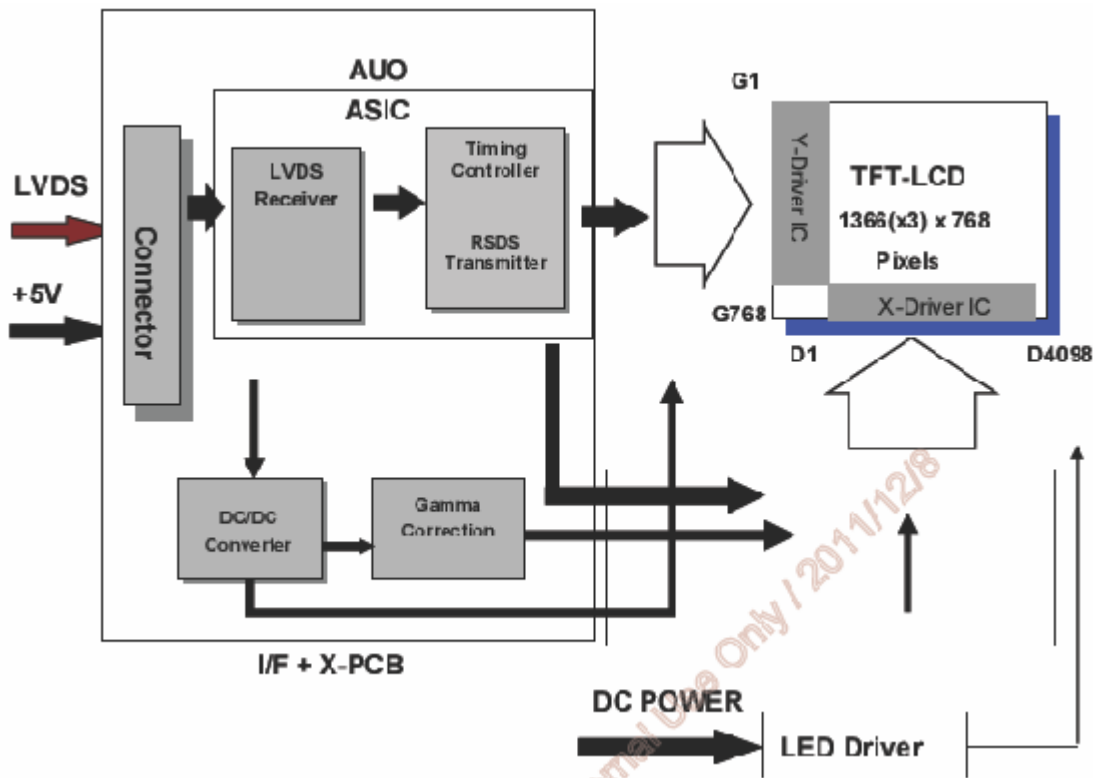 AUO
ASIC
G1
LVDS
+5V
Connector
LVDS
Receiver
Timing
Controller
RSDS
Transmitter
Y-Driver IC
TFT-LCD
1366(x3) x 768
Pixels
X-Driver IC
G768
D1
D4098
DC/DC
Converter
Gamma
Correction
I/F + X-PCB
Use Only / 2011/12/8
DC POWER
LED Driver